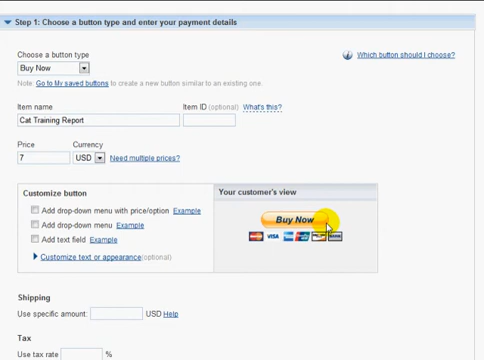 Step 1: Choose a button type and enter your payment details
Choose a button type
Buy Now
Which button should I choose?
Note: Go to My saved buttons to create a new button similar to an existing one.
Item name
Item ID (optional) What's this?
Cat Training Report
Price
Currency
7
USD
Need multiple prices?
Customize button
Your customer's view
Add drop-down menu with price/option Example
Add drop-down menu Example
Add text field Example
Customize text or appearance(optional)
Buy Now
VISA
Shipping
Use specific amount: USD Help
Tax
Use tax rate %